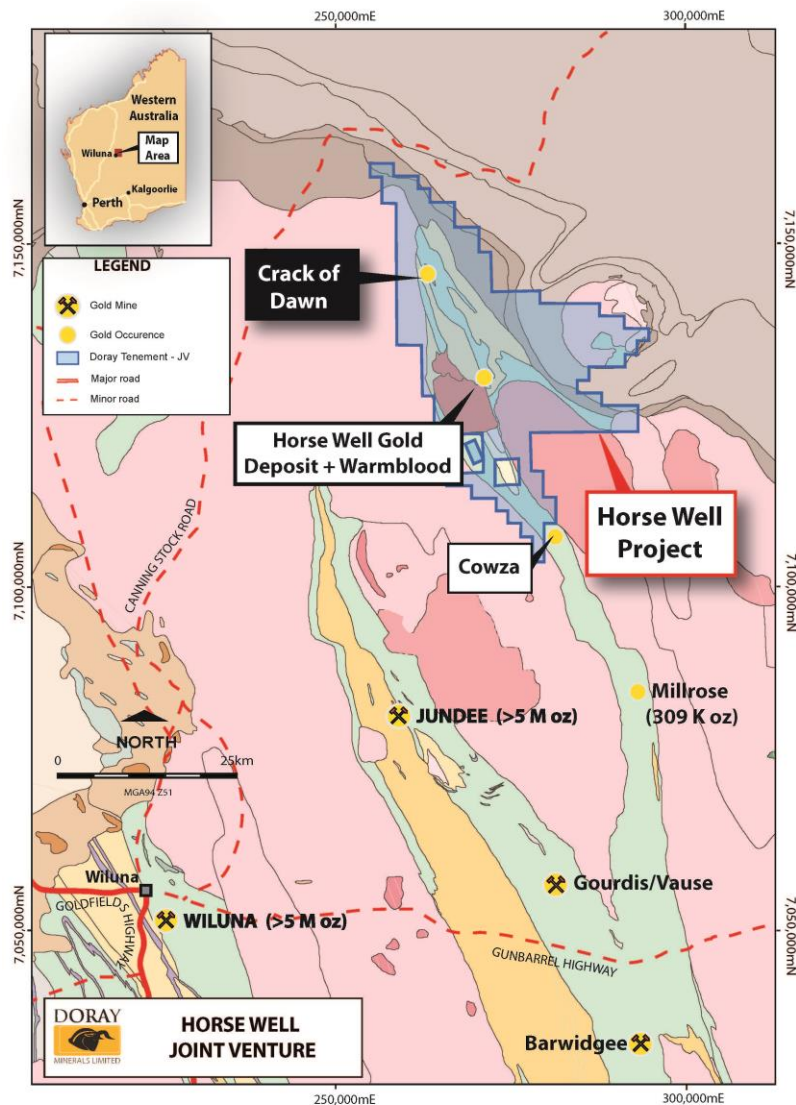 250,000mE
300,000mE
Western
Australia
Wiluna
Map
Area
Kalgoorlie
Perth
7,150,000mN
7,150,000mN
LEGEND
Gold Mine
Gold Occurence
Doray Tenement - JV
Major road
Minor road
Crack of
Dawn
Horse Well Gold
Deposit + Warmblood
Horse Well
Project
Cowza
CANNING STOCK ROAD
7,100,000mN
7,100,000mN
Millrose
(309 K oz)
JUNDEE (>5 M oz)
NORTH
0
25km
MGA94 Z51
Wiluna
GOLDFIELDS HIGHWAY
WILUNA (>5 M oz)
Gourdis/Vause
7,050,000mN
7,050,000mN
GUNBARREL HIGHWAY
DORAY
MINERALS LIMITED
HORSE WELL
JOINT VENTURE
Barwidgee
250,000mE
300,000mE